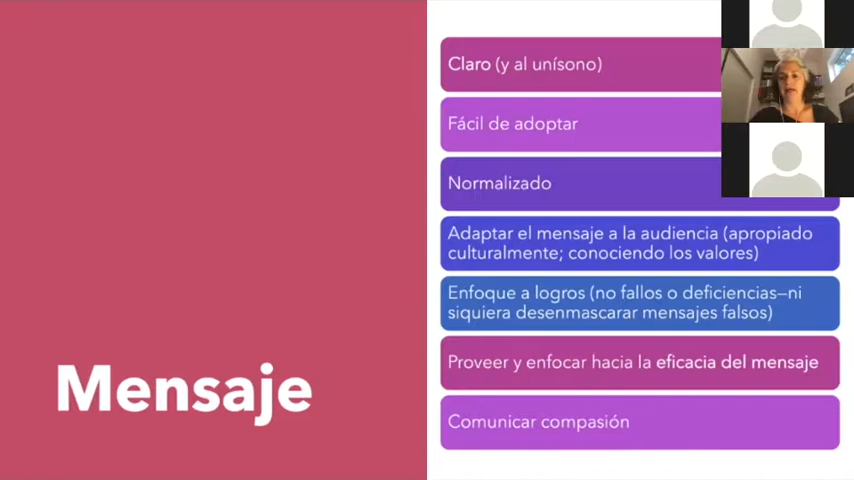 Mensaje
Claro (y al unísono)
Fácil de adoptar
Normalizado
Adaptar el mensaje a la audiencia (apropiado
culturalmente; conociendo los valores)
Enfoque a logros (no fallos o deficiencias—ni
siquiera desenmascarar mensajes falsos)
Proveer y enfocar hacia la eficacia del mensaje
Comunicar compasión